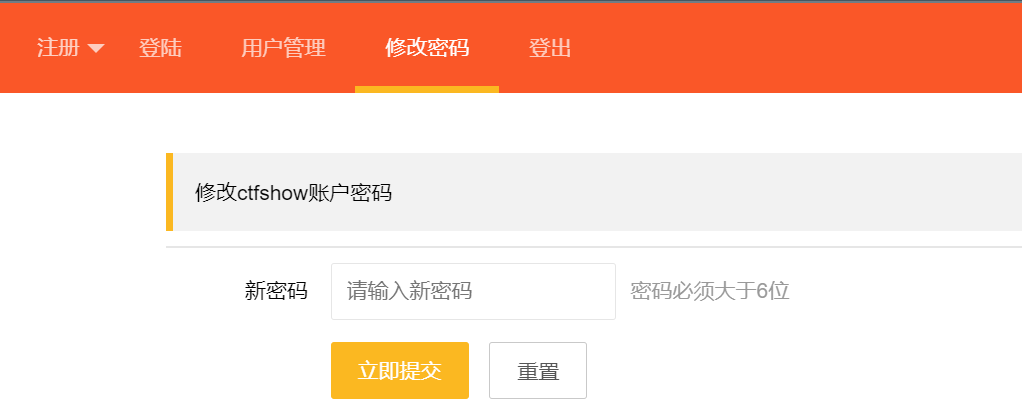 注册 登陆 用户管理 修改密码 登出
修改ctfshow账户密码
新密码 请输入新密码 密码必须大于6位
立即提交 重置